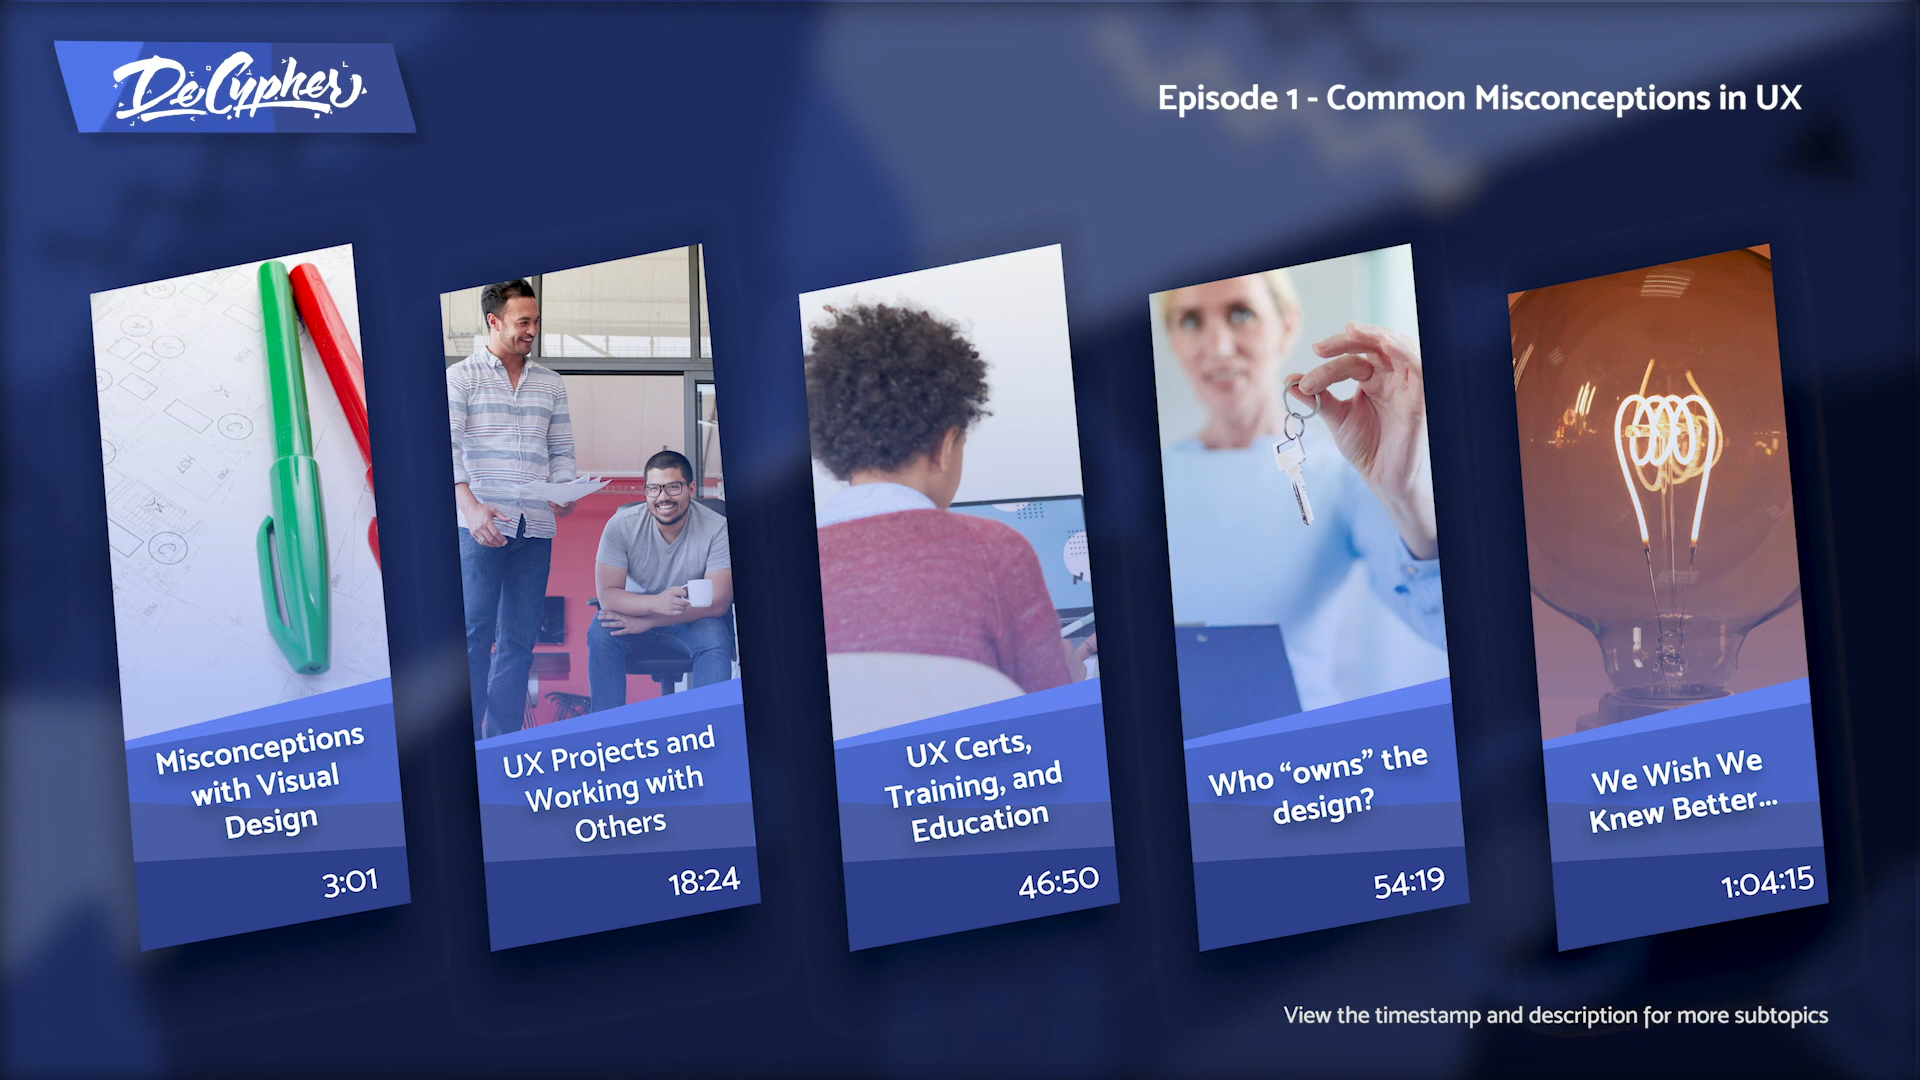 DeCypher
Episode 1 - Common Misconceptions in UX
Misconceptions
with Visual
Design
3:01
UX Projects and
Working with
Others
18:24
UX Certs,
Training, and
Education
46:50
Who “owns” the
design?
54:19
We Wish We
Knew Better...
1:04:15
View the timestamp and description for more subtopics